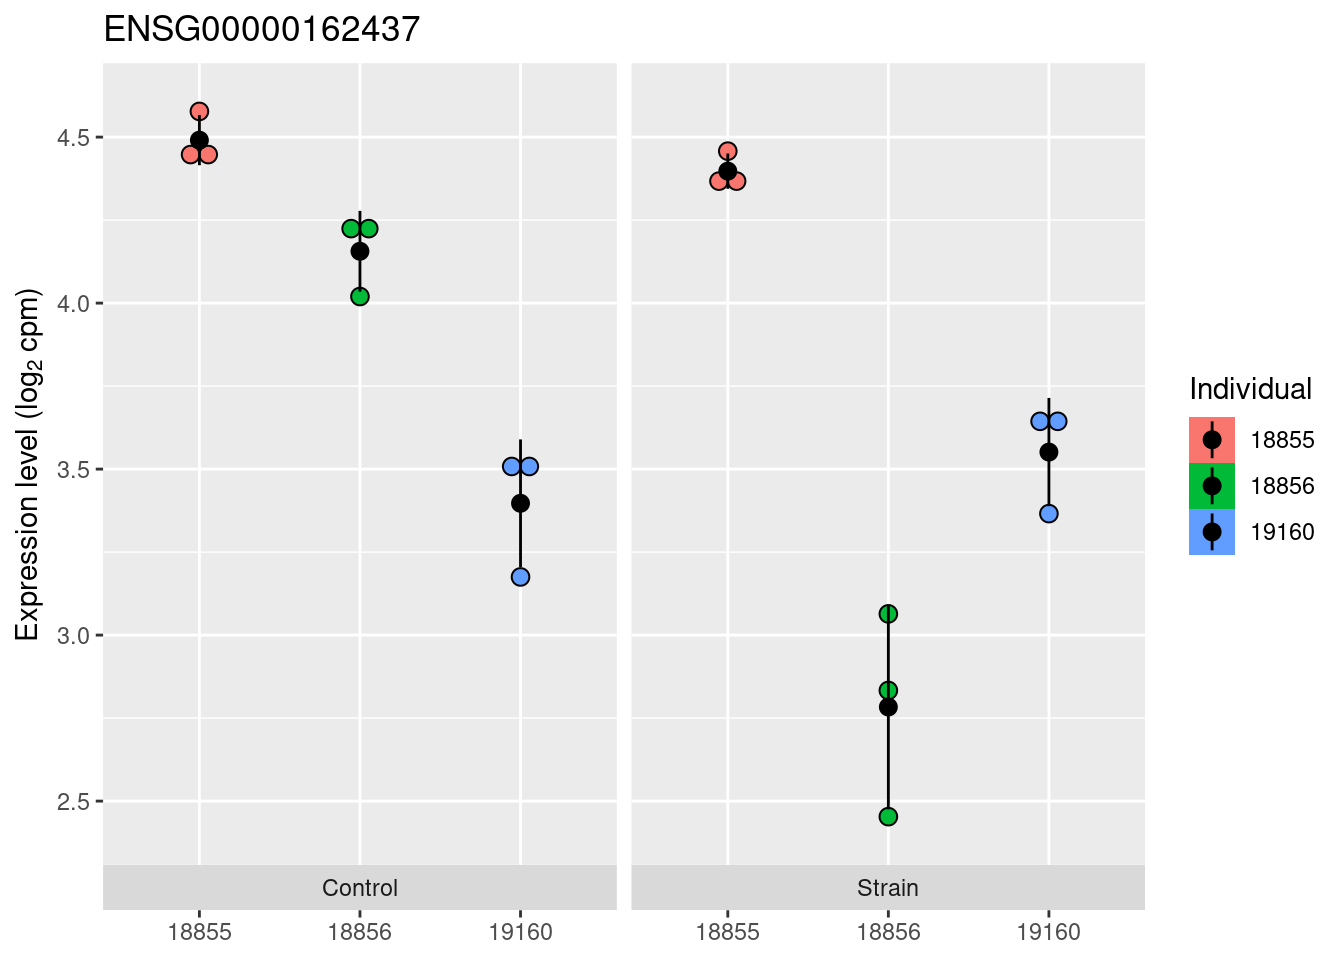 ENSG00000162437
Expression level (log₂ cpm)
4.5
4.0
3.5
3.0
2.5
Control
Strain
18855
18856
19160
18855
18856
19160
Individual
18855
18856
19160